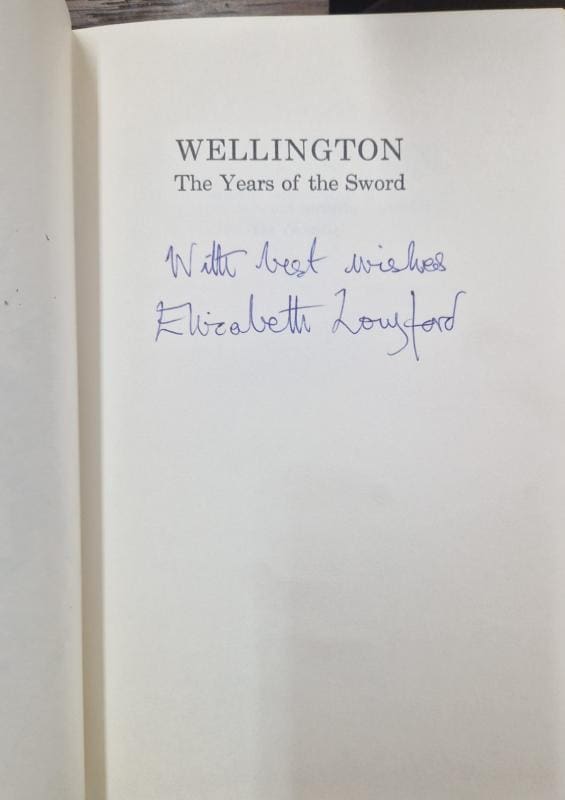 WELLINGTON
The Years of the Sword
With best wishes
Elizabeth Longford